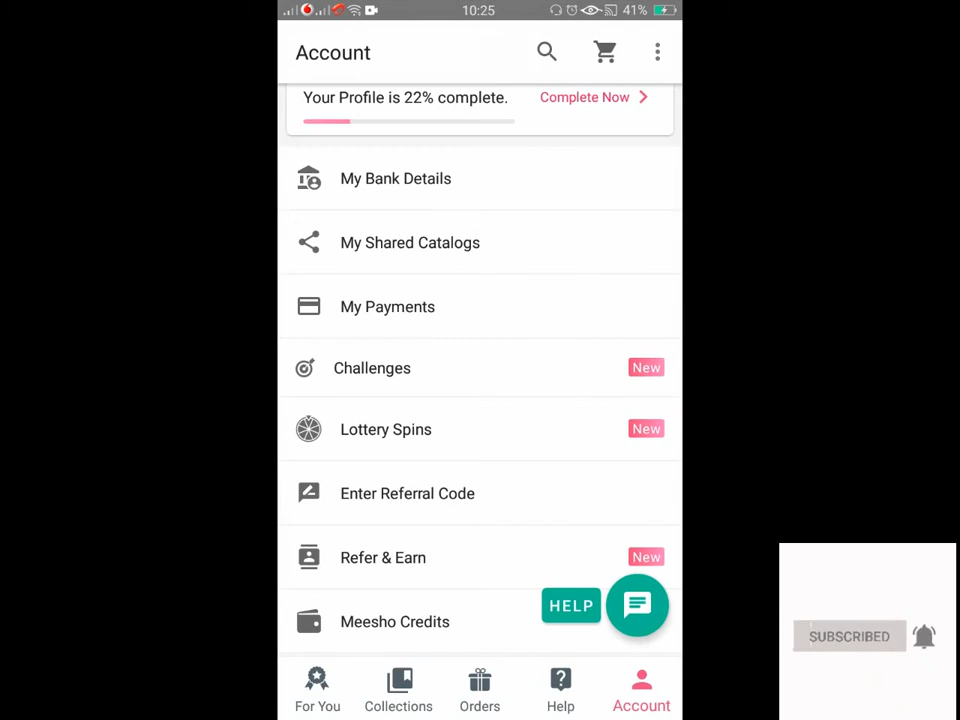 10:25
41%
Account
Your Profile is 22% complete.
Complete Now
My Bank Details
My Shared Catalogs
My Payments
Challenges
New
Lottery Spins
New
Enter Referral Code
Refer & Earn
New
HELP
Meesho Credits
SUBSCRIBED
For You
Collections
Orders
Help
Account